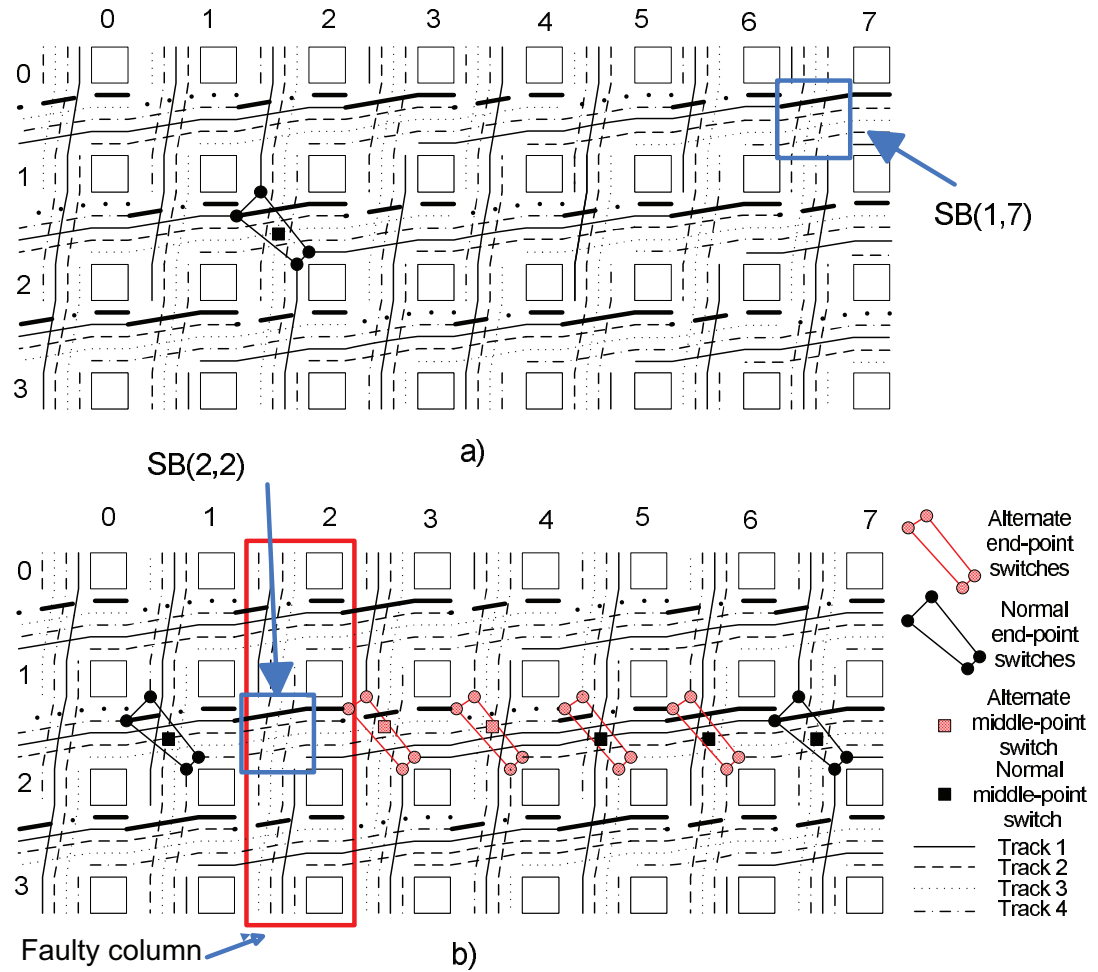 0 1 2 3 4 5 6 7
0
1
SB(1,7)
2
3
a)
SB(2,2)
0 1 2 3 4 5 6 7
0
1
2
3
Faulty column
b)
Alternate
end-point
switches
Normal
end-point
switches
Alternate
middle-point
switch
Normal
middle-point
switch
Track 1
Track 2
Track 3
Track 4